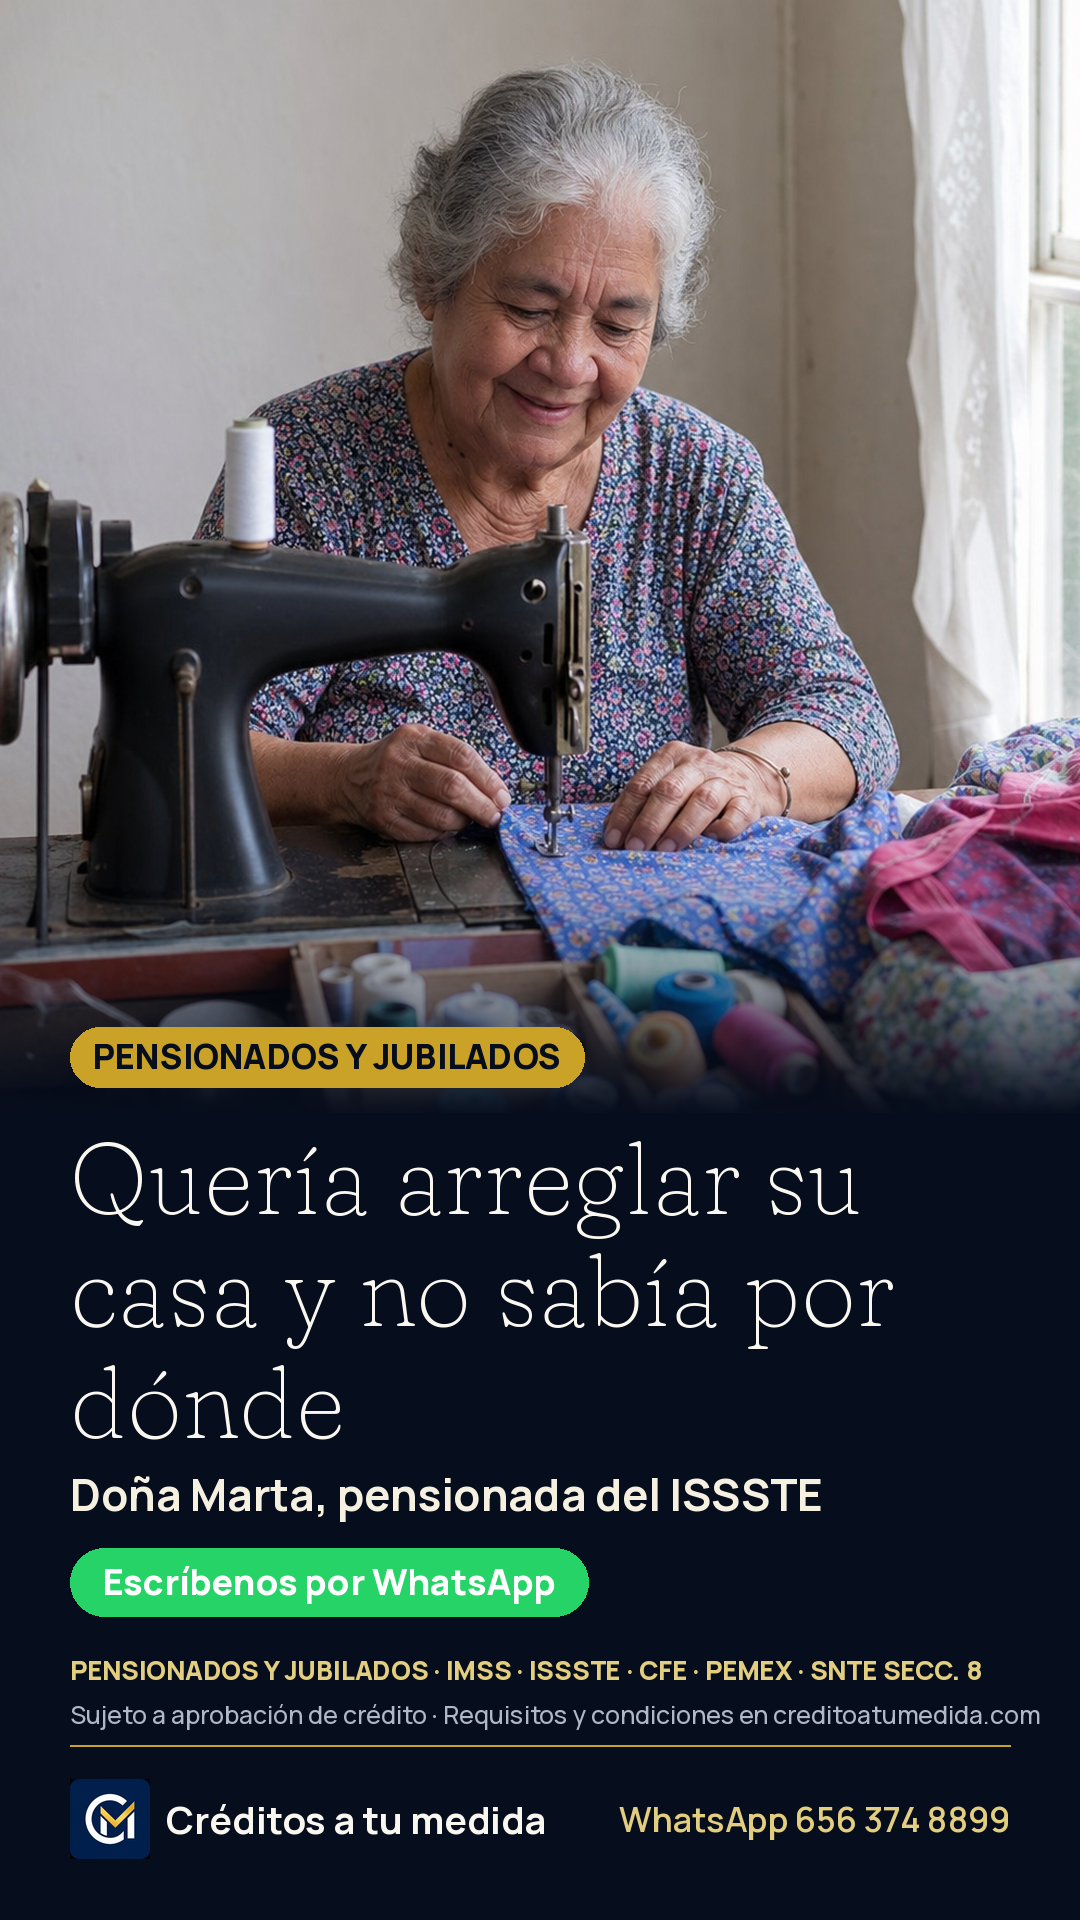 PENSIONADOS Y JUBILADOS
Quería arreglar su
casa y no sabía por
dónde
Doña Marta, pensionada del ISSSTE
Escríbenos por WhatsApp
PENSIONADOS Y JUBILADOS · IMSS · ISSSTE · CFE · PEMEX · SNTE SECC. 8
Sujeto a aprobación de crédito · Requisitos y condiciones en creditoatumedida.com
Créditos a tu medida
WhatsApp 656 374 8899